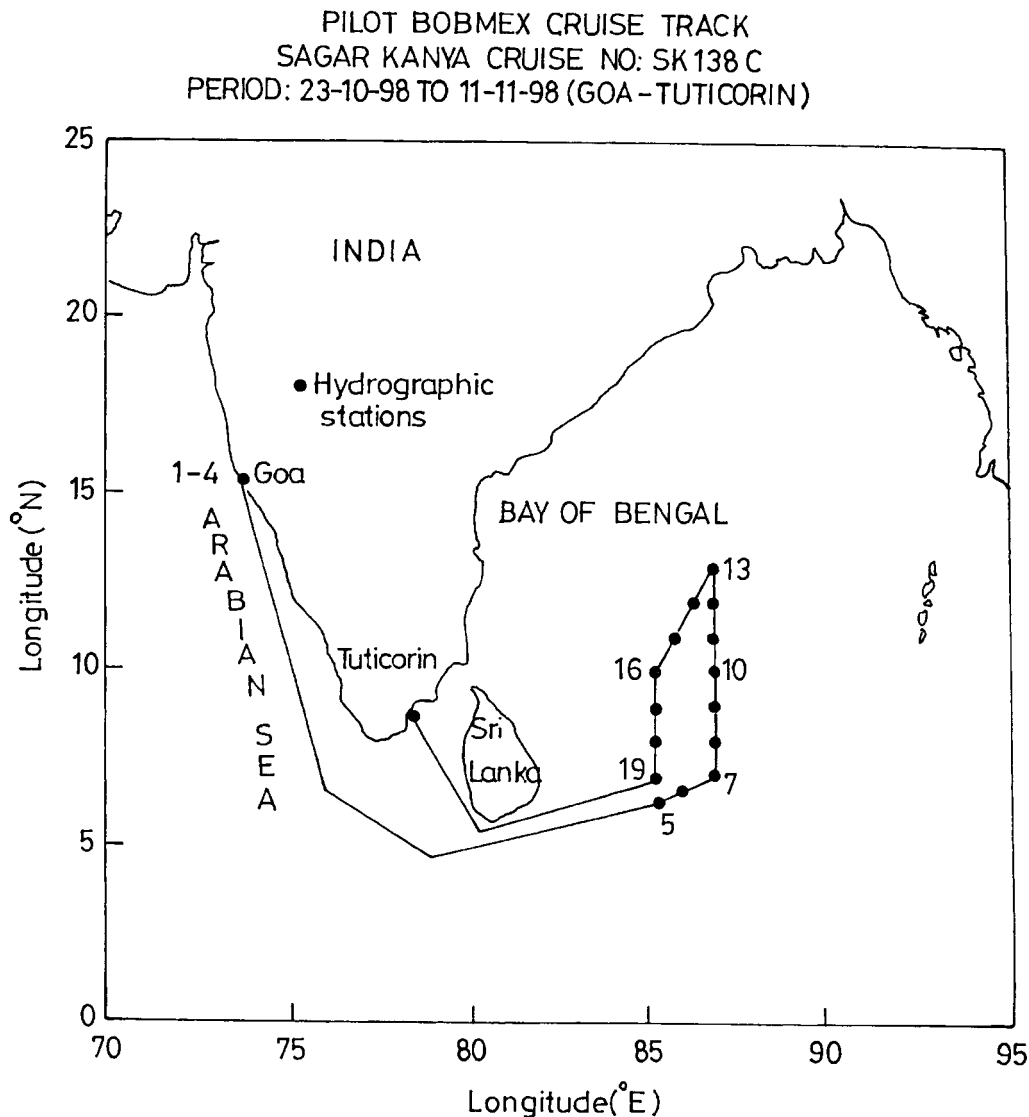 PILOT BOBMEX CRUISE TRACK
SAGAR KANYA CRUISE NO: SK 138 C
PERIOD: 23-10-98 TO 11-11-98 (GOA-TUTICORIN)
25
INDIA
20
Hydrographic
stations
1-4
Goa
15
BAY OF BENGAL
ARABIAN SEA
13
Longitude (°N)
Tuticorin
16
10
10
Sri
Lanka
19
7
5
5
0
70
75
80
85
90
95
Longitude (°E)